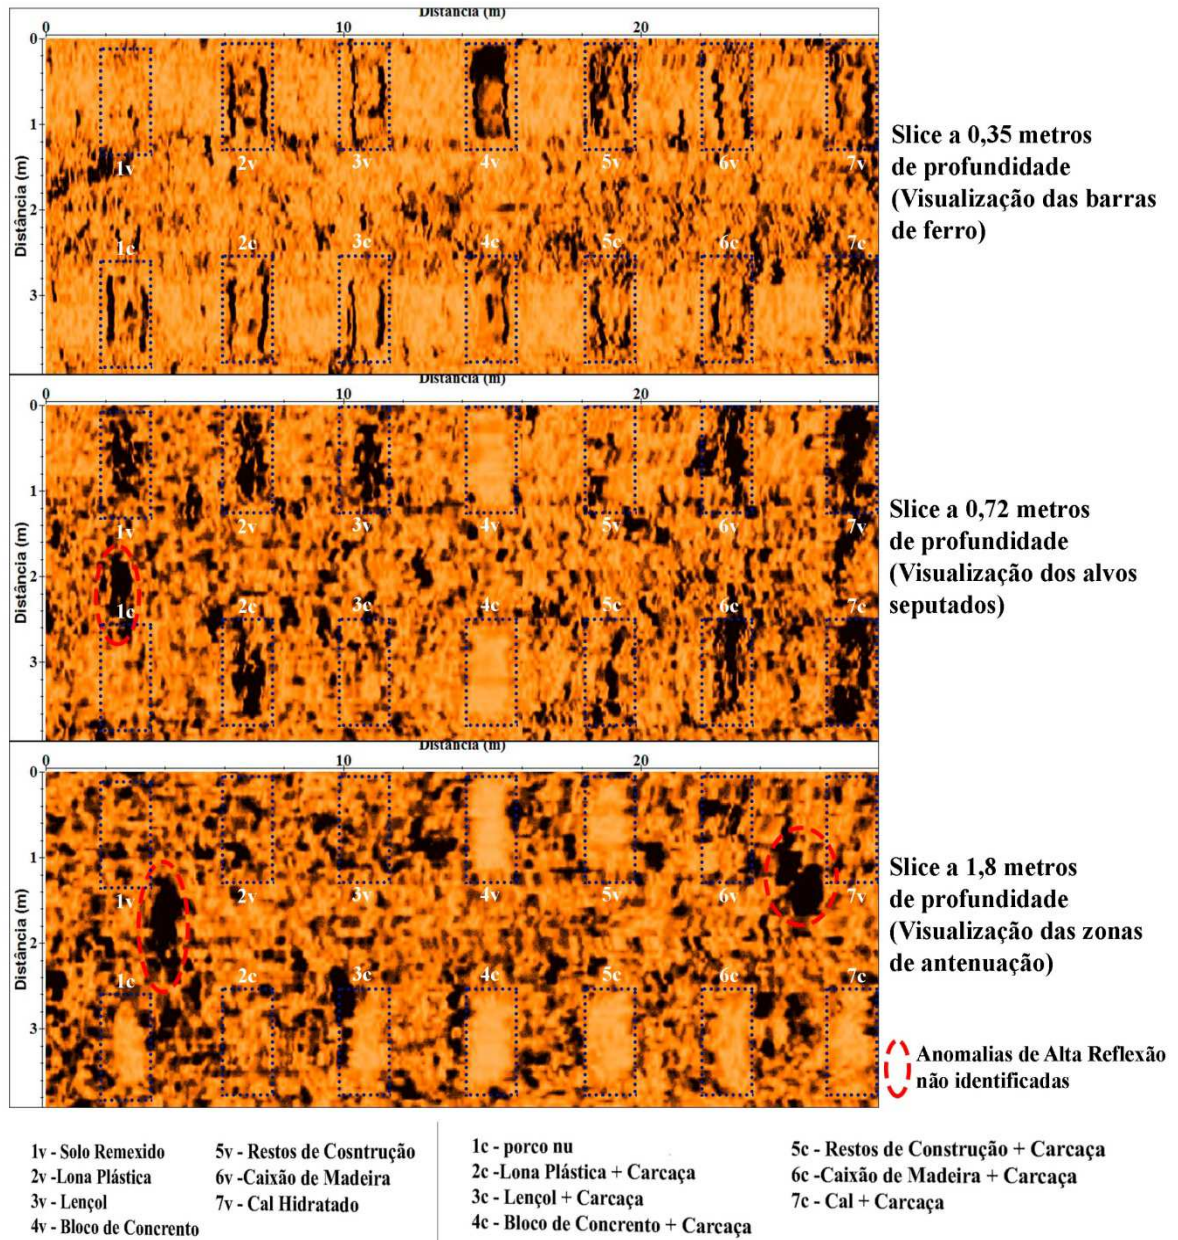 Distância (m)
0 10 20
0
1
2
3
Distância (m)
1v 2v 3v 4v 5v 6v 7v
1c 2c 3c 4c 5c 6c 7c
Slice a 0,35 metros
de profundidade
(Visualização das barras
de ferro)
Distância (m)
0 10 20
0
1
2
3
Distância (m)
1v 2v 3v 4v 5v 6v 7v
1c 2c 3c 4c 5c 6c 7c
Slice a 0,72 metros
de profundidade
(Visualização dos alvos
seputados)
Distância (m)
0 10 20
0
1
2
3
Distância (m)
1v 2v 3v 4v 5v 6v 7v
1c 2c 3c 4c 5c 6c 7c
Slice a 1,8 metros
de profundidade
(Visualização das zonas
de antenuação)
Anomalias de Alta Reflexão
não identificadas
1v - Solo Remexido
2v -Lona Plástica
3v - Lençol
4v - Bloco de Concrento
5v - Restos de Cosntrução
6v -Caixão de Madeira
7v - Cal Hidratado
1c - porco nu
2c -Lona Plástica + Carcaça
3c - Lençol + Carcaça
4c - Bloco de Concrento + Carcaça
5c - Restos de Construção + Carcaça
6c -Caixão de Madeira + Carcaça
7c - Cal + Carcaça